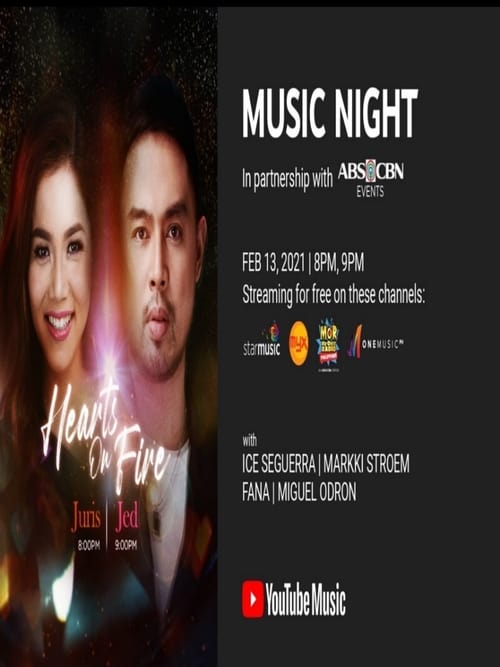 MUSIC NIGHT
In partnership with ABS CBN
EVENTS
FEB 13, 2021 | 8PM, 9PM
Streaming for free on these channels:
starmusic MYX MOR ONEMUSIC PH
with
ICE SEGUERRA | MARKKI STROEM
FANA | MIGUEL ODRON
YouTube Music
Hearts
On Fire
Juris | Jed
8:00PM 9:00PM